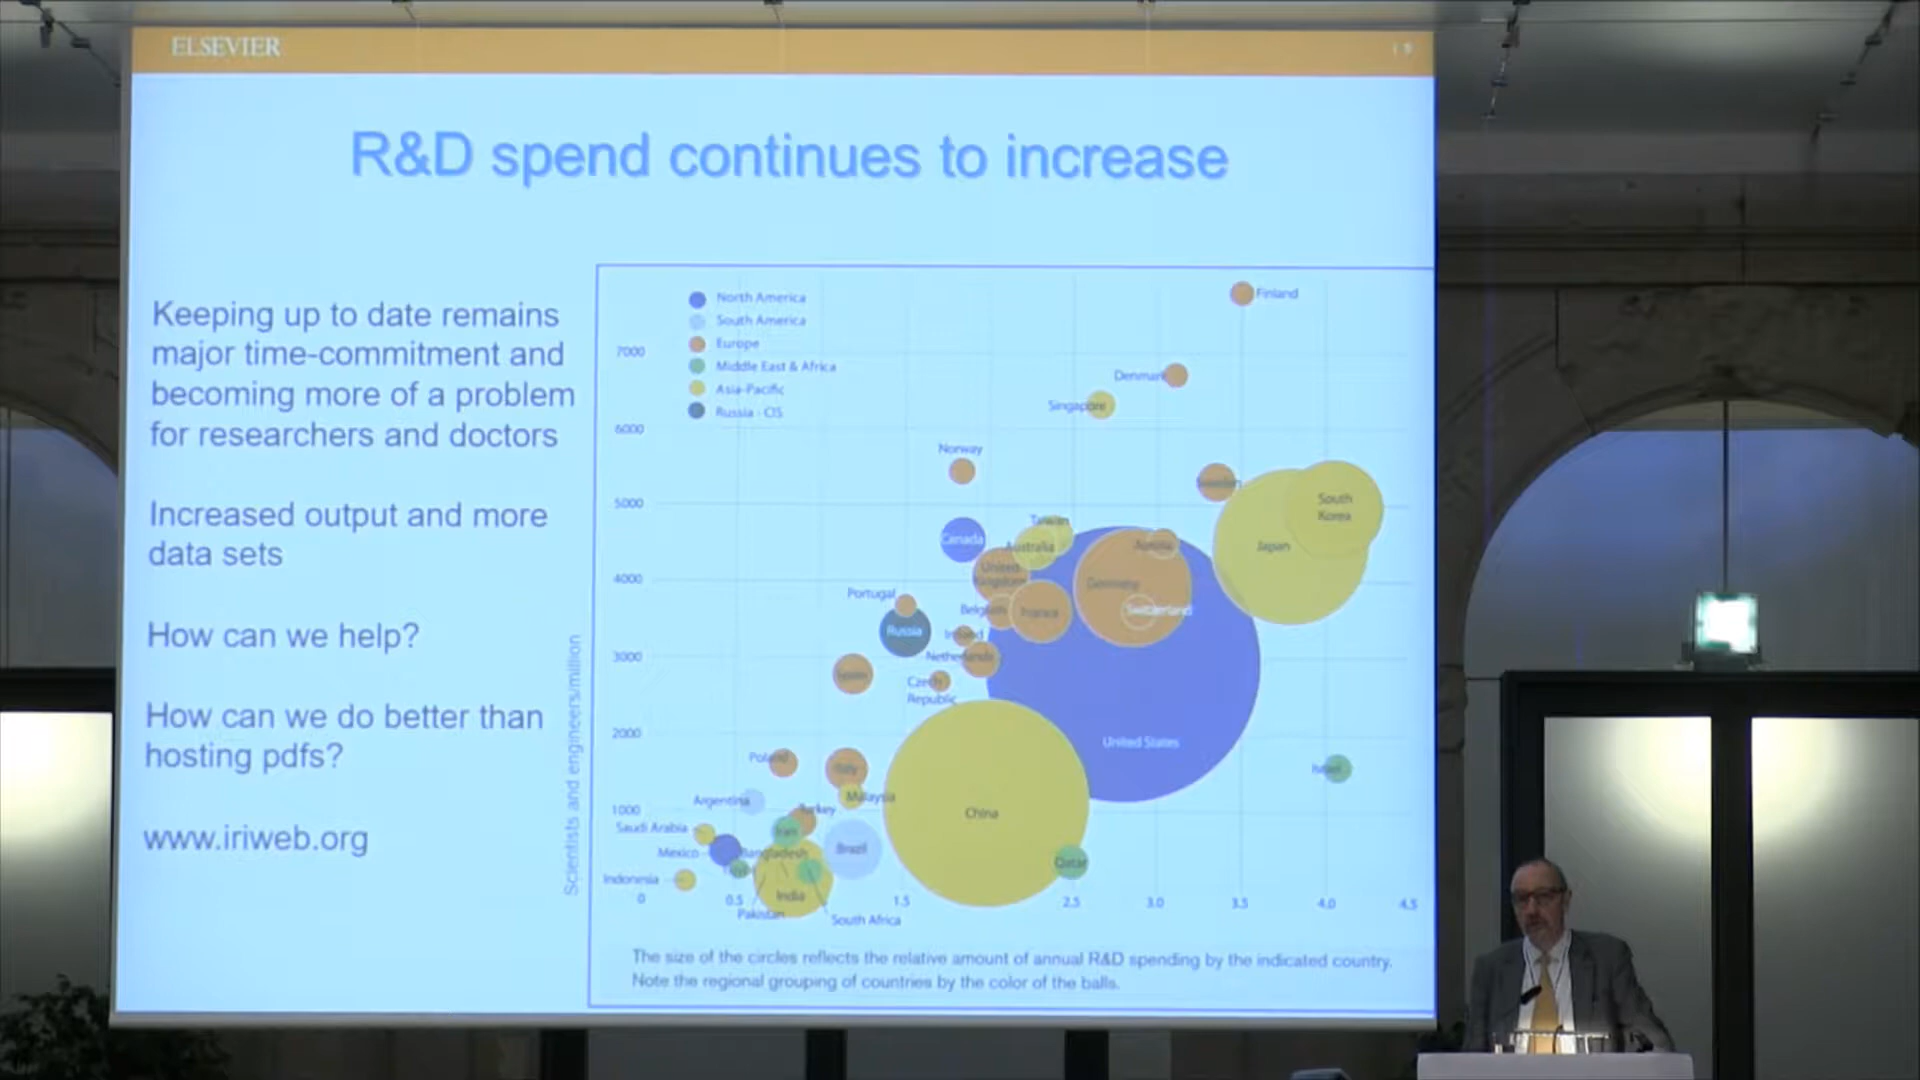 ELSEVIER
R&D spend continues to increase
Keeping up to date remains
major time-commitment and
becoming more of a problem
for researchers and doctors
Increased output and more
data sets
How can we help?
How can we do better than
hosting pdfs?
www.iriweb.org
North America
South America
Europe
Middle East & Africa
Asia-Pacific
Russia - CIS
Scientists and engineers/million
7000
6000
5000
4000
3000
2000
1000
Finland
Denmark
Singapore
Norway
Sweden
South
Korea
Japan
Taiwan
Canada
Australia
Austria
United
Kingdom
Germany
Portugal
Belgium
France
Switzerland
Russia
Ireland
Netherlands
Spain
Czech
Republic
United States
Poland
Italy
Israel
Argentina
Malaysia
Turkey
China
Saudi Arabia
Iran
Mexico
Bangladesh
Brazil
Qatar
Indonesia
India
Pakistan
South Africa
0
0.5
1.5
2.5
3.0
3.5
4.0
4.5
The size of the circles reflects the relative amount of annual R&D spending by the indicated country.
Note the regional grouping of countries by the color of the balls.